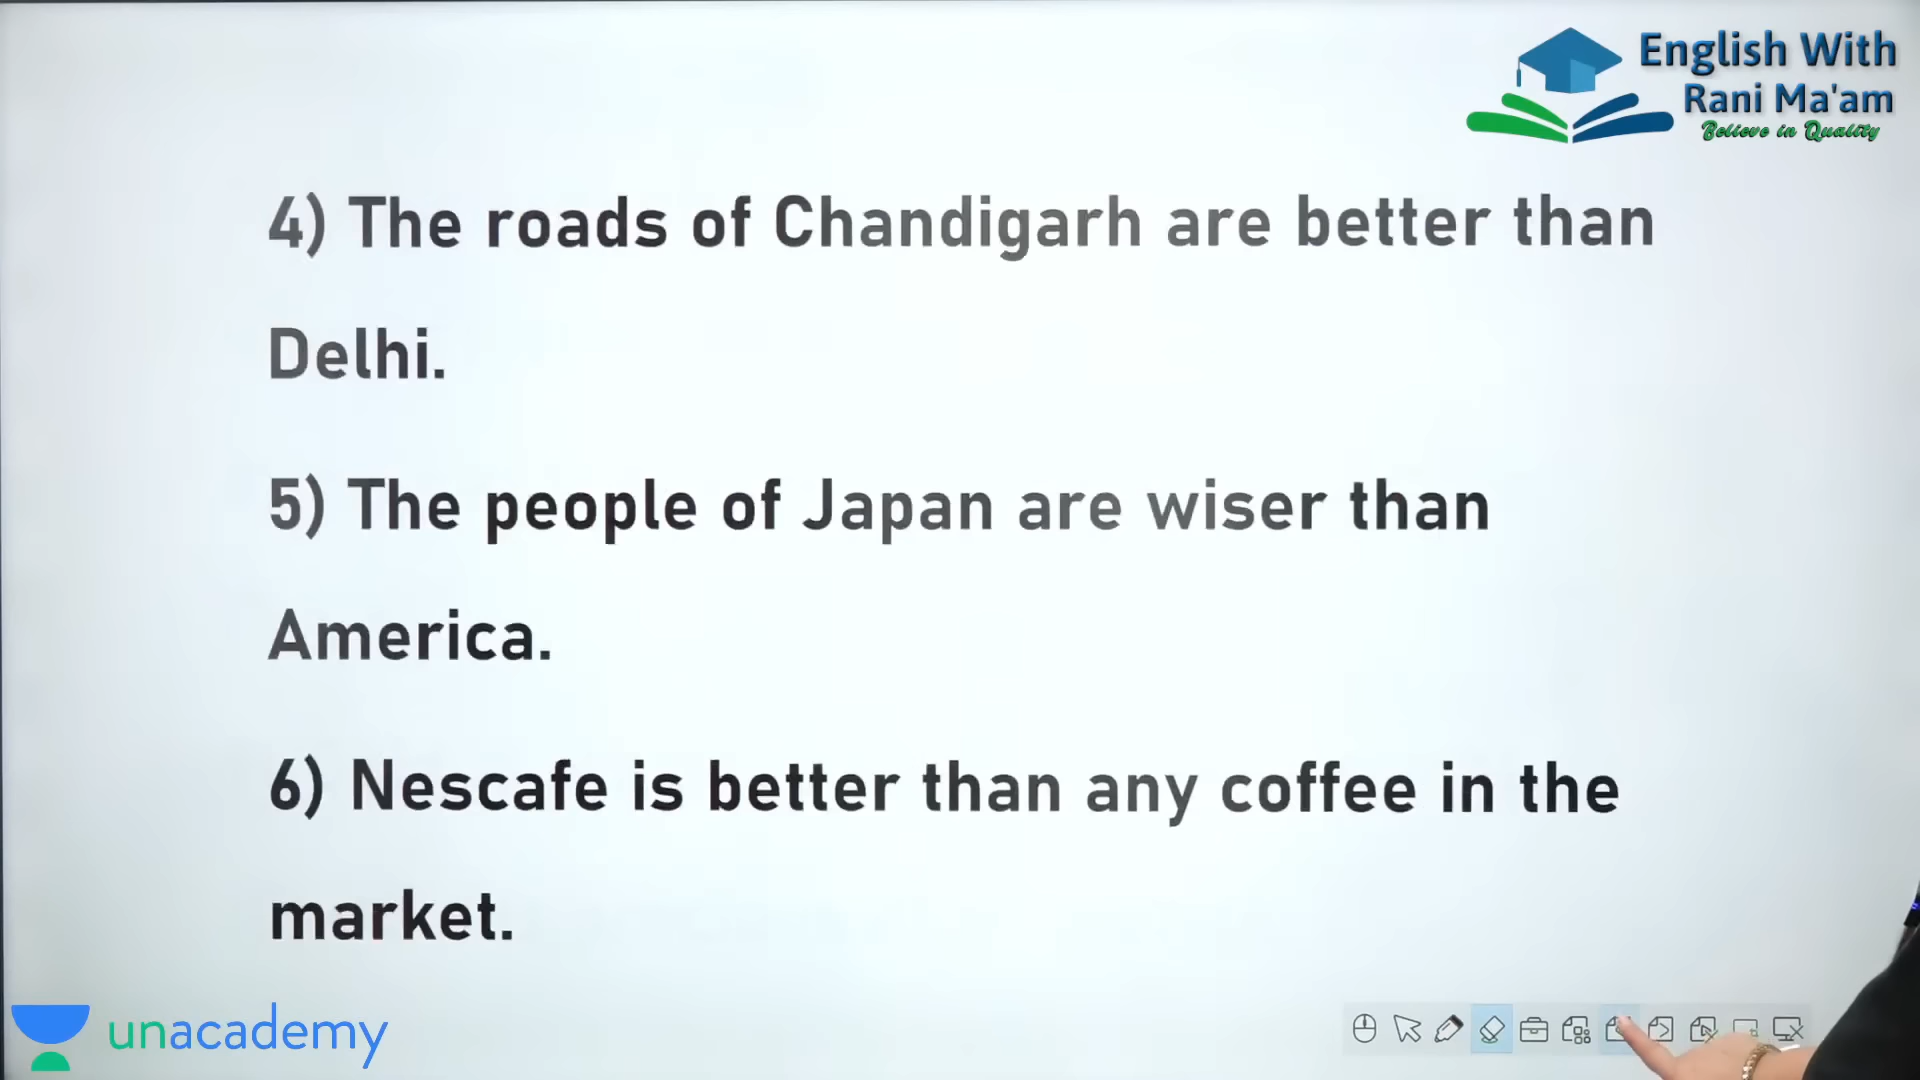 English With
Rani Ma'am
Believe in Quality
4) The roads of Chandigarh are better than
Delhi.
5) The people of Japan are wiser than
America.
6) Nescafe is better than any coffee in the
market.
unacademy